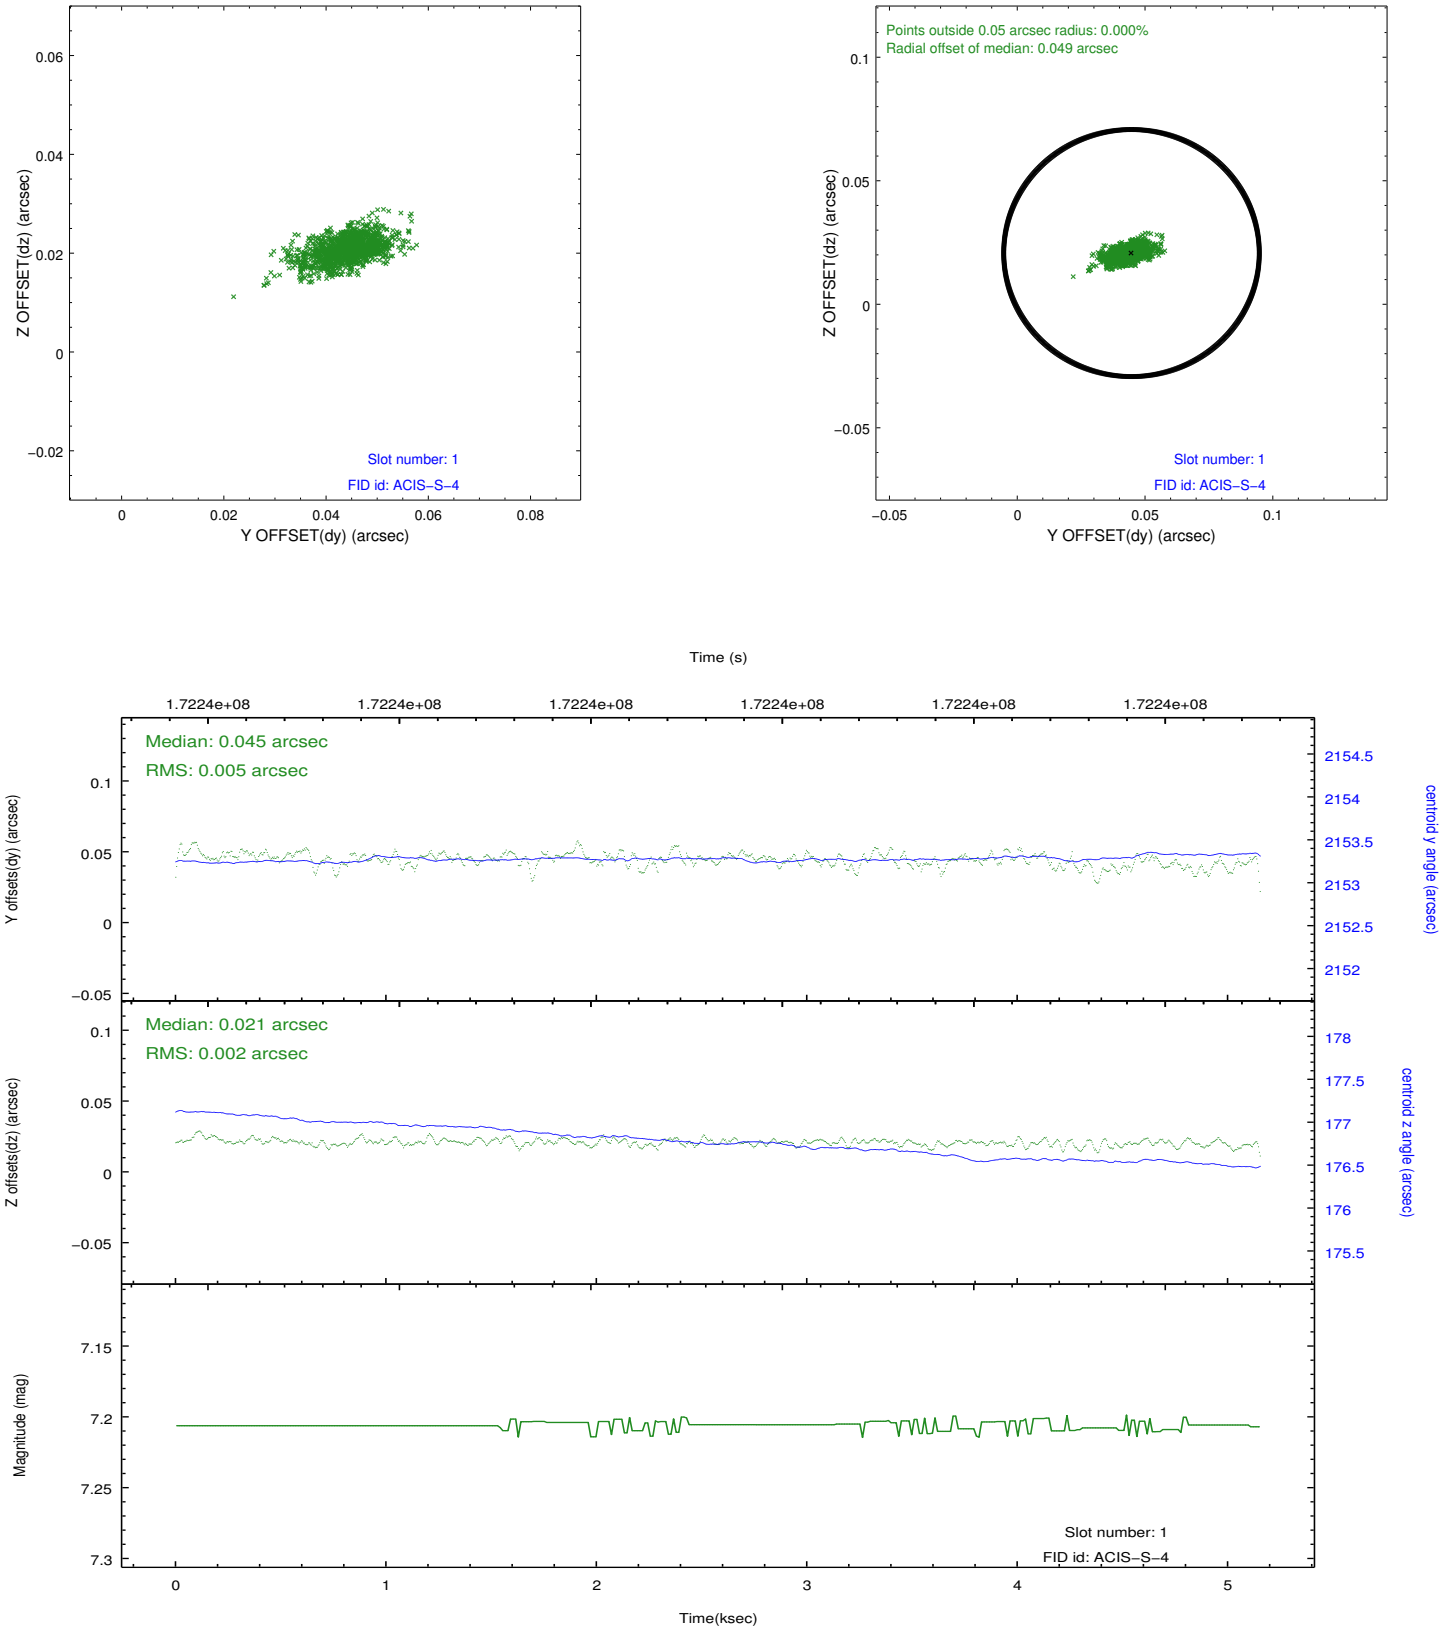 0.06
0.04
0.02
0
−0.02
Z OFFSET(dz) (arcsec)
Slot number: 1
FID id: ACIS−S−4
0 0.02 0.04 0.06 0.08
Y OFFSET(dy) (arcsec)
Points outside 0.05 arcsec radius: 0.000%
Radial offset of median: 0.049 arcsec
0.1
0.05
0
−0.05
Z OFFSET(dz) (arcsec)
Slot number: 1
FID id: ACIS−S−4
−0.05 0 0.05 0.1
Y OFFSET(dy) (arcsec)
Time (s)
1.7224e+08 1.7224e+08 1.7224e+08 1.7224e+08 1.7224e+08 1.7224e+08
Median: 0.045 arcsec
RMS: 0.005 arcsec
0.1
0.05
0
−0.05
Y offsets(dy) (arcsec)
2154.5
2154
2153.5
2153
2152.5
2152
centroid y angle (arcsec)
Median: 0.021 arcsec
RMS: 0.002 arcsec
0.1
0.05
0
−0.05
Z offsets(dz) (arcsec)
178
177.5
177
176.5
176
175.5
centroid z angle (arcsec)
7.15
7.2
7.25
7.3
Magnitude (mag)
Slot number: 1
FID id: ACIS−S−4
0 1 2 3 4 5
Time(ksec)